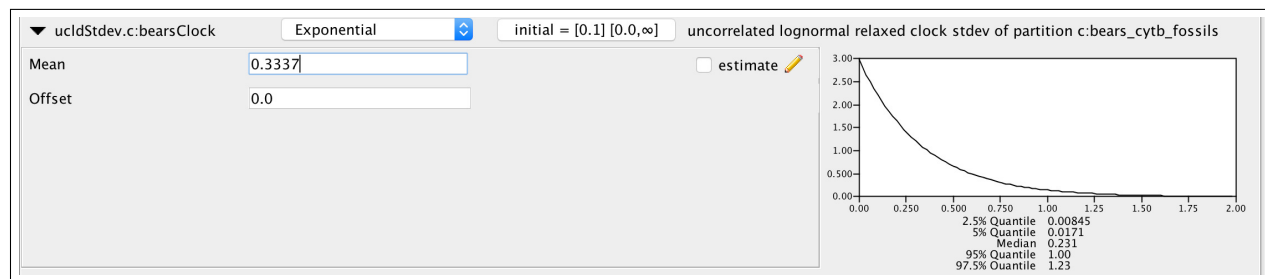 ucldStdev.c:bearsClock Exponential initial = [0.1] [0.0,∞] uncorrelated lognormal relaxed clock stdev of partition c:bears_cytb_fossils
Mean 0.3337 estimate
Offset 0.0
3.00
2.50
2.00
1.50
1.00
0.500
0.00
0.00 0.250 0.500 0.750 1.00 1.25 1.50 1.75 2.00
2.5% Quantile 0.00845
5% Quantile 0.0171
Median 0.231
95% Quantile 1.00
97.5% Quantile 1.23